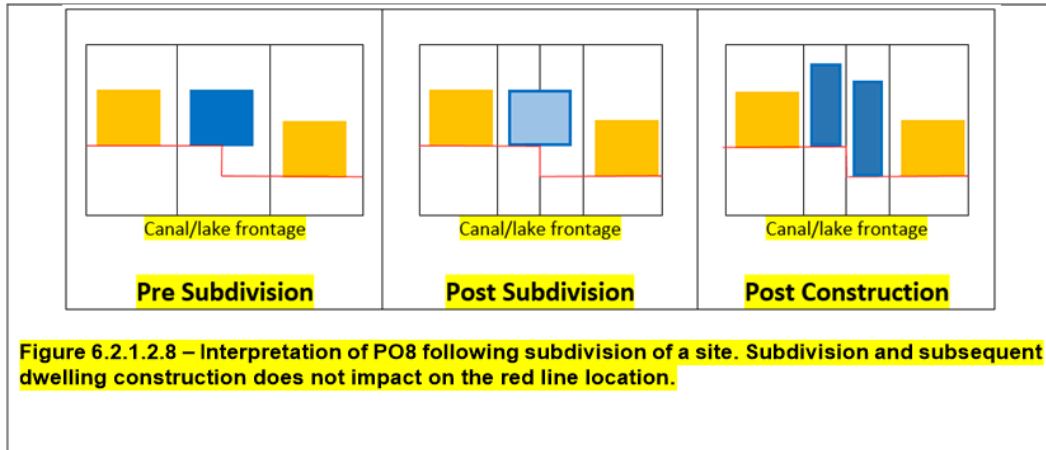 Canal/lake frontage
Canal/lake frontage
Canal/lake frontage
Pre Subdivision
Post Subdivision
Post Construction
Figure 6.2.1.2.8 – Interpretation of PO8 following subdivision of a site. Subdivision and subsequent
dwelling construction does not impact on the red line location.